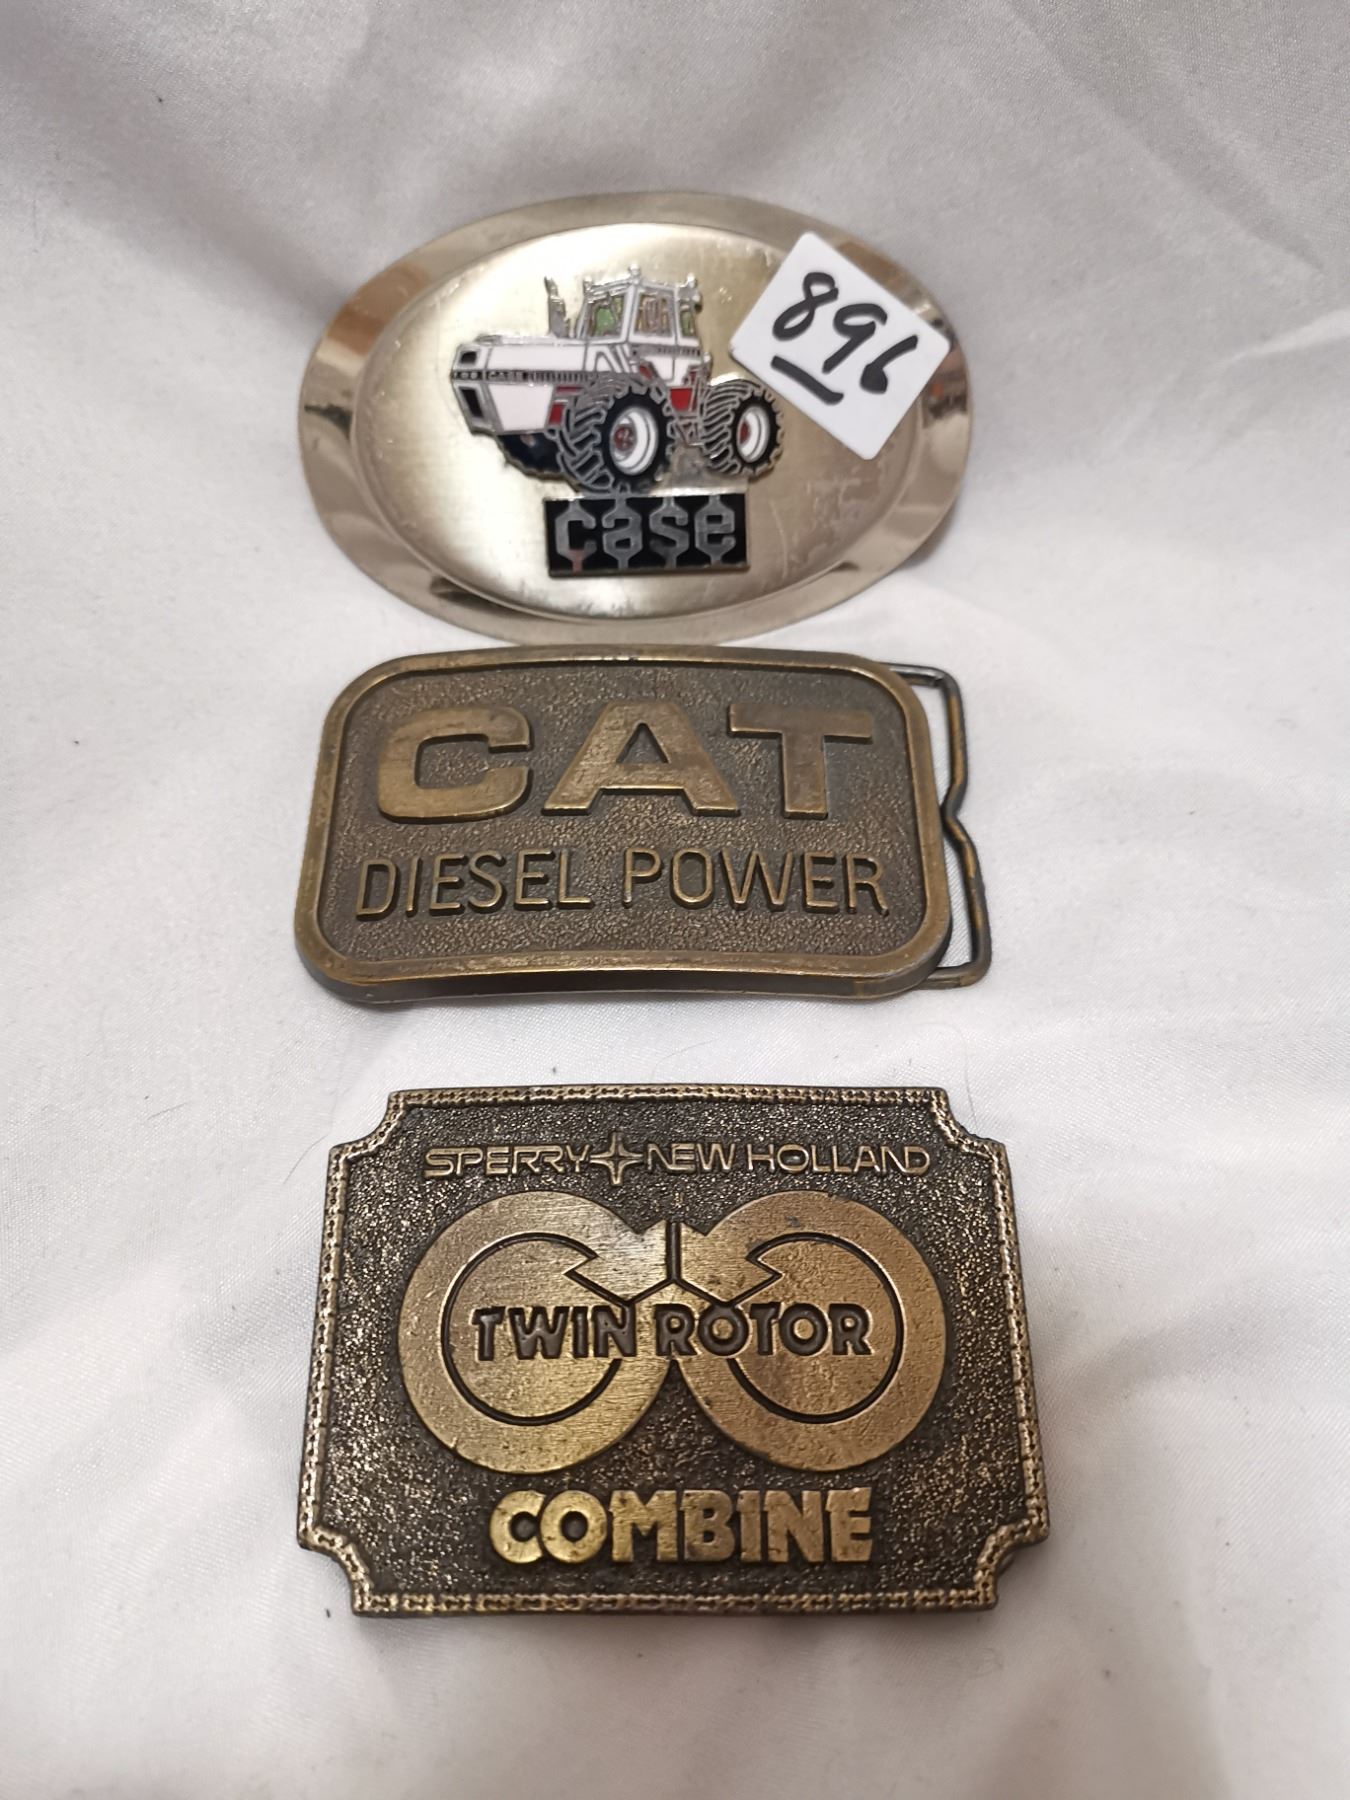 896
case
CAT
DIESEL POWER
SPERRY NEW HOLLAND
TWIN ROTOR
COMBINE